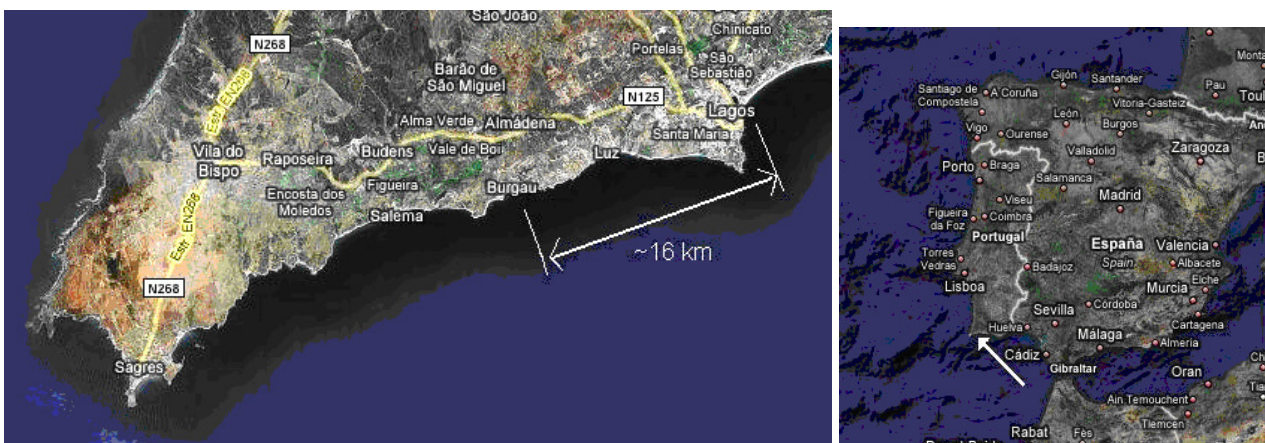 São João
Chinicato
N268
Estr EN268
Portelas
São
Sebastião
Barão de
São Miguel
N125
Lagos
Alma Verde
Almádena
Santa Maria
Vila do
Bispo
Raposeira
Budens
Vale de Boi
Luz
Encosta dos
Moledos
Figueira
Burgau
Salema
Estr EN268
~16 km
N268
Sagres
Gijón
Santander
Santiago de
Compostela
A Coruña
Pau
Vitoria-Gasteiz
León
Vigo
Ourense
Burgos
Porto
Braga
Valladolid
Zaragoza
Salamanca
Viseu
Madrid
Figueira
da Foz
Coimbra
Portugal
España
Spain
Valencia
Torres
Vedras
Badajoz
Albacete
Lisboa
Elche
Murcia
Córdoba
Sevilla
Cartagena
Huelva
Málaga
Almería
Cádiz
Gibraltar
Oran
Ain Temouchent
Tlemcen
Rabat
Fès